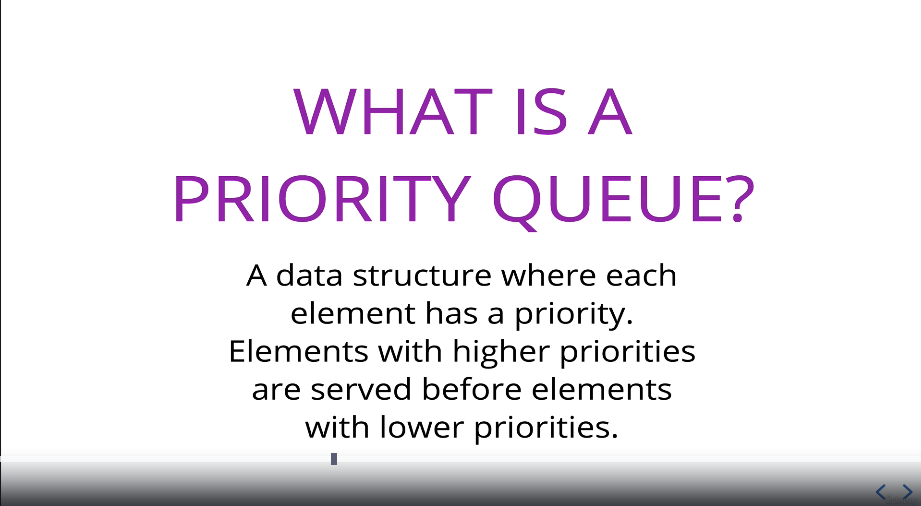 WHAT IS A
PRIORITY QUEUE?
A data structure where each
element has a priority.
Elements with higher priorities
are served before elements
with lower priorities.